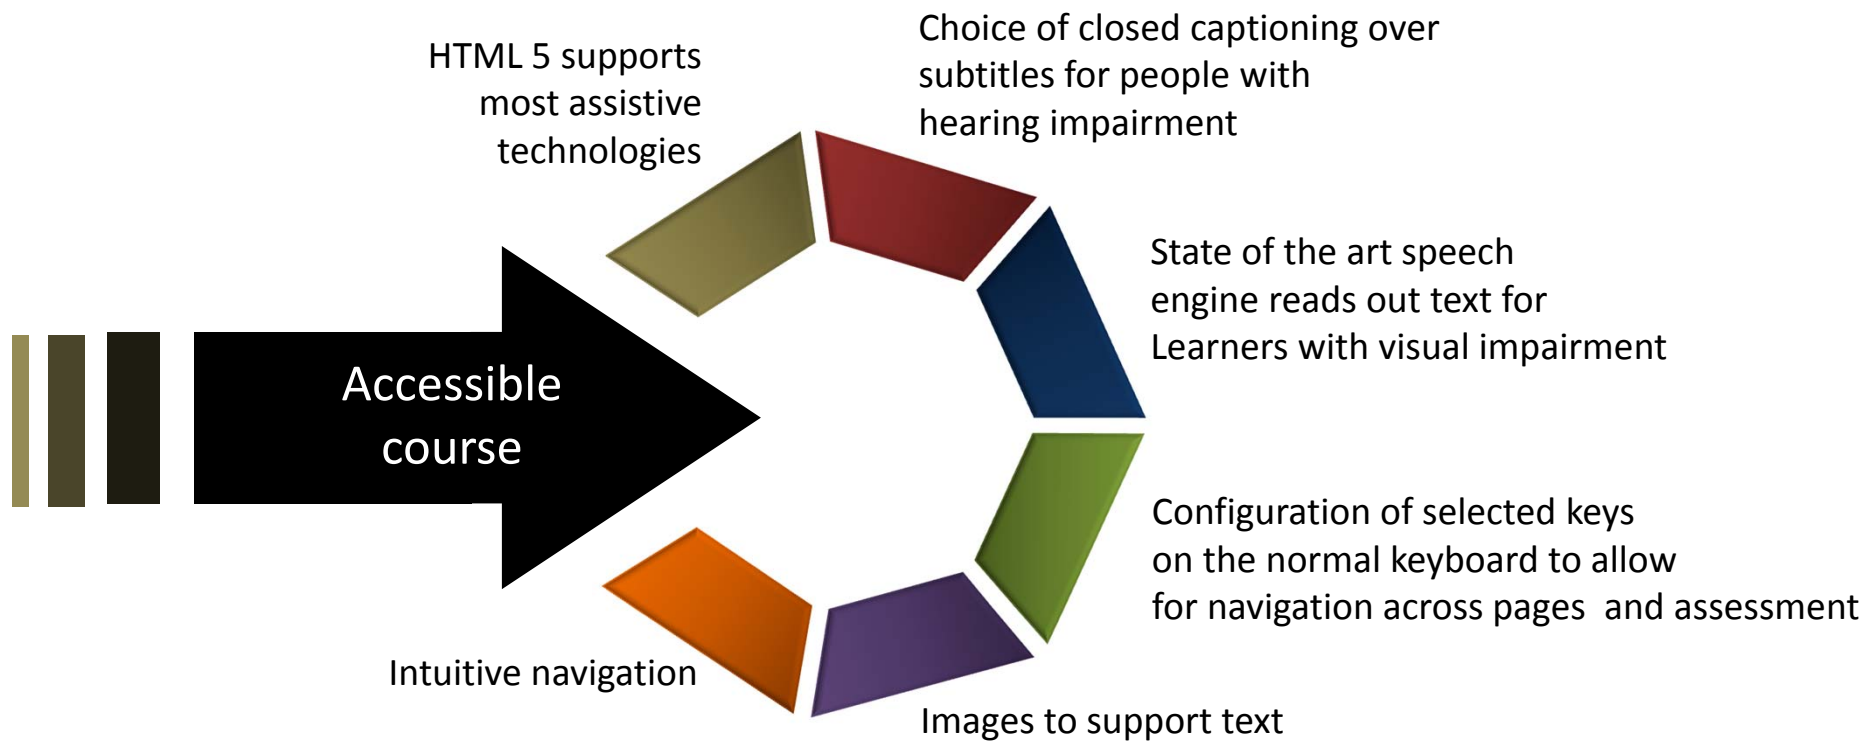 HTML 5 supports
most assistive
technologies
Choice of closed captioning over
subtitles for people with
hearing impairment
State of the art speech
engine reads out text for
Learners with visual impairment
Accessible
course
Configuration of selected keys
on the normal keyboard to allow
for navigation across pages  and assessment
Intuitive navigation
Images to support text